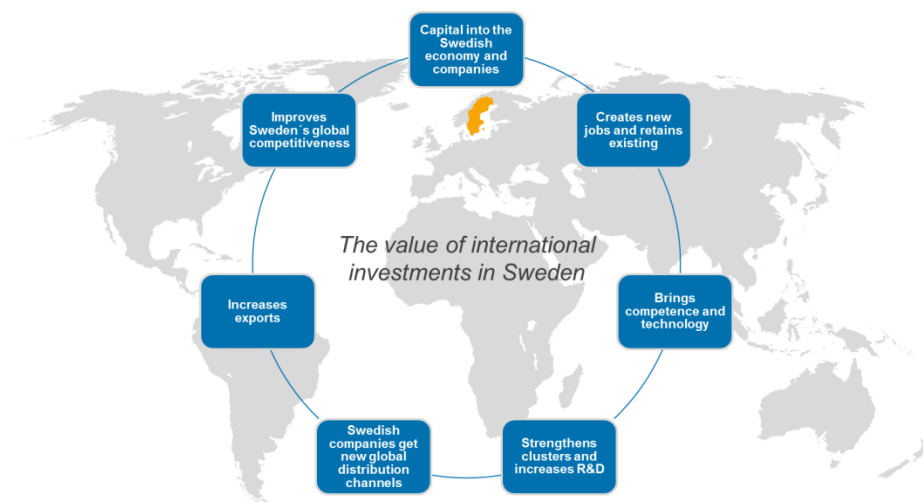 Capital into the
Swedish
economy and
companies
Improves
Sweden´s global
competitiveness
Creates new
jobs and retains
existing
The value of international
investments in Sweden
Increases
exports
Brings
competence and
technology
Swedish
companies get
new global
distribution
channels
Strengthens
clusters and
increases R&D